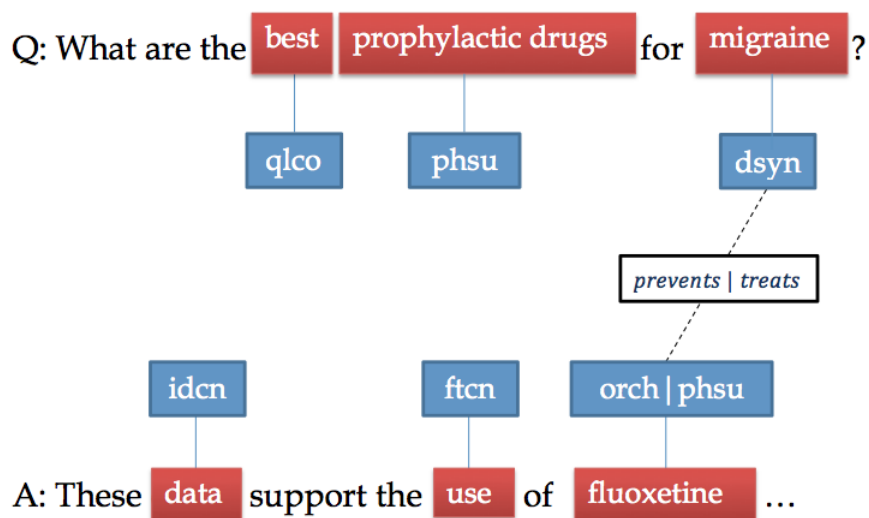 Q: What are the best prophylactic drugs for migraine ?
qlco phsu dsyn
prevents | treats
idcn ftcn orch|phsu
A: These data support the use of fluoxetine ...